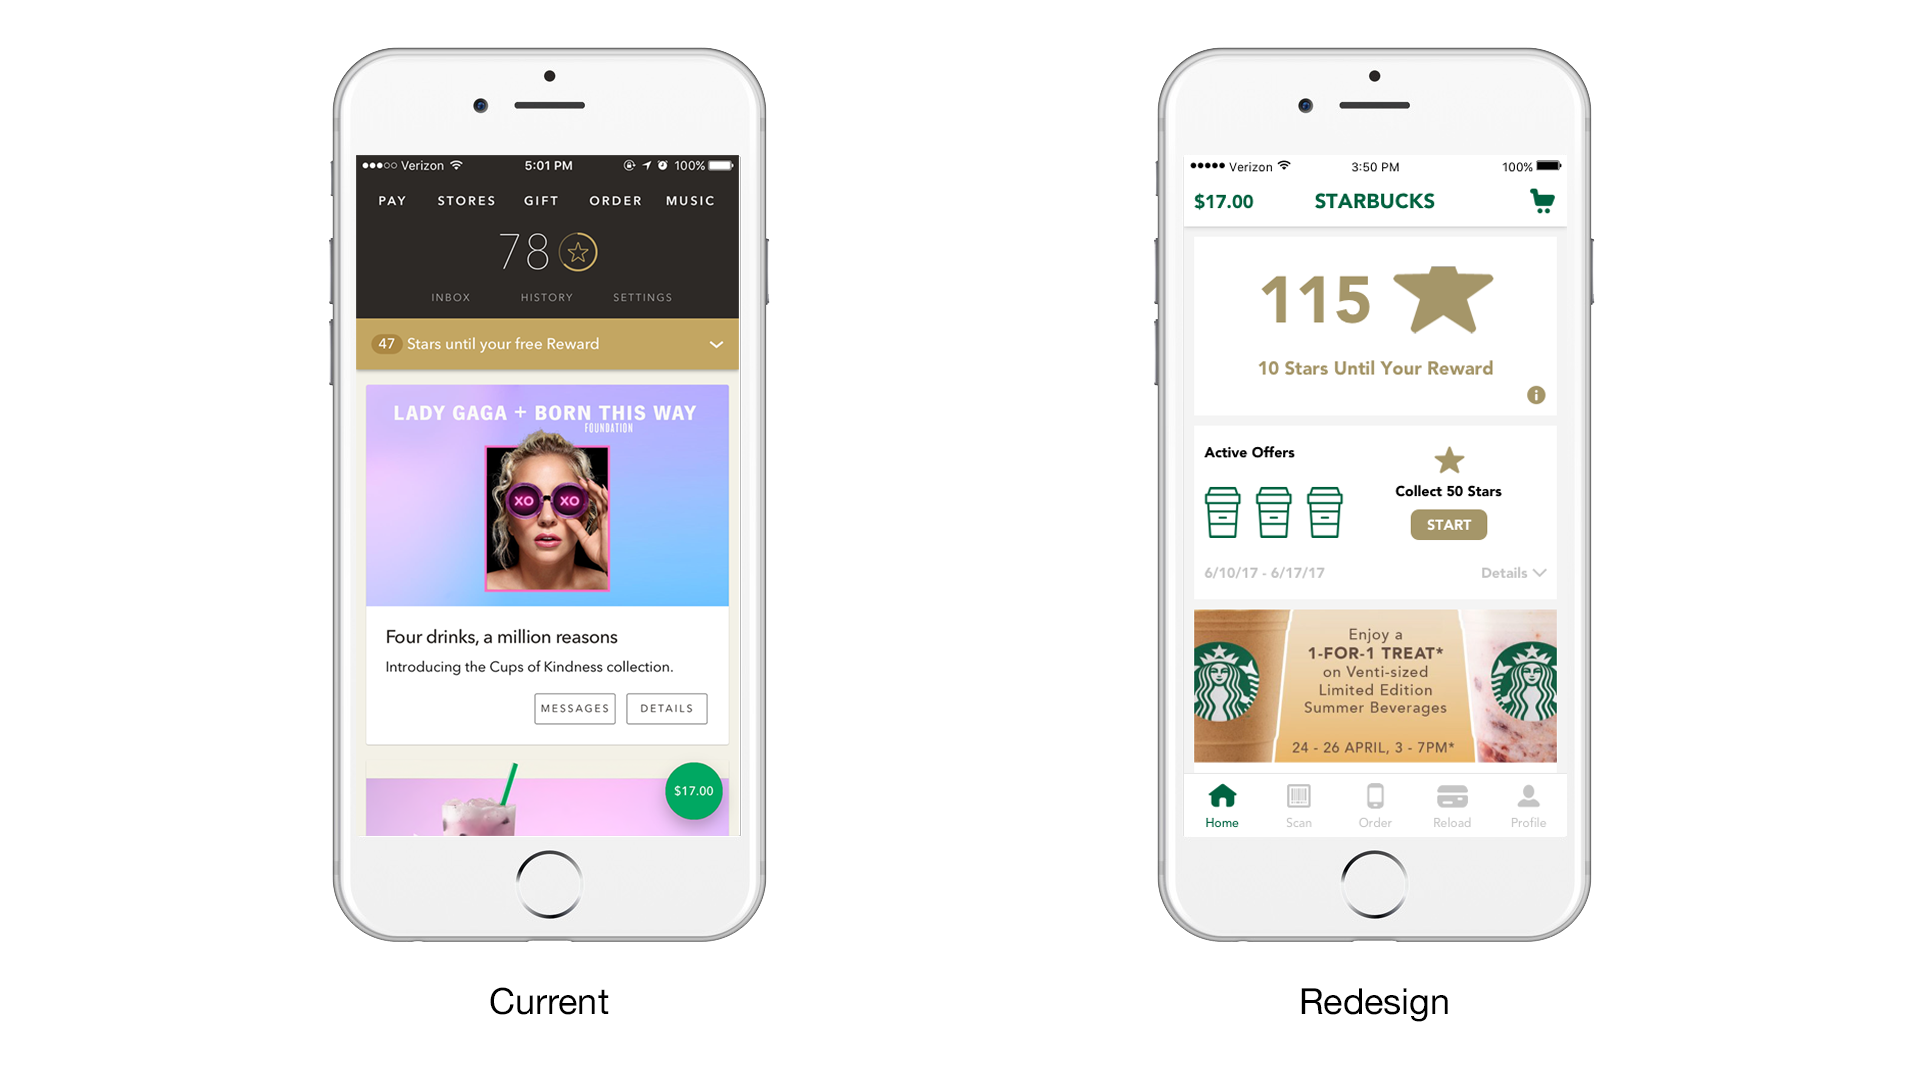 Verizon 5:01 PM 100%
PAY STORES GIFT ORDER MUSIC
78
INBOX HISTORY SETTINGS
47 Stars until your free Reward
LADY GAGA + BORN THIS WAY
FOUNDATION
XO XO
Four drinks, a million reasons
Introducing the Cups of Kindness collection.
MESSAGES DETAILS
$17.00
Current
Verizon 3:50 PM 100%
$17.00 STARBUCKS
115
10 Stars Until Your Reward
i
Active Offers
Collect 50 Stars
START
6/10/17 - 6/17/17 Details
Enjoy a
1-FOR-1 TREAT*
on Venti-sized
Limited Edition
Summer Beverages
24 - 26 APRIL, 3 - 7PM*
Home Scan Order Reload Profile
Redesign